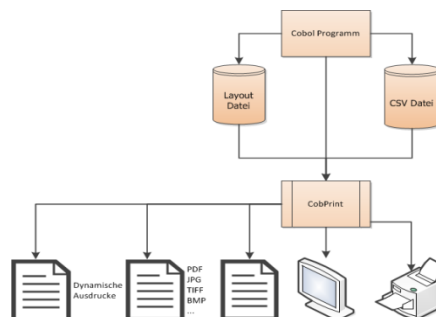 Cobol Programm
Layout
Datei
CSV Datei
CobPrint
Dynamische
Ausdrucke
PDF
JPG
TIFF
BMP
...